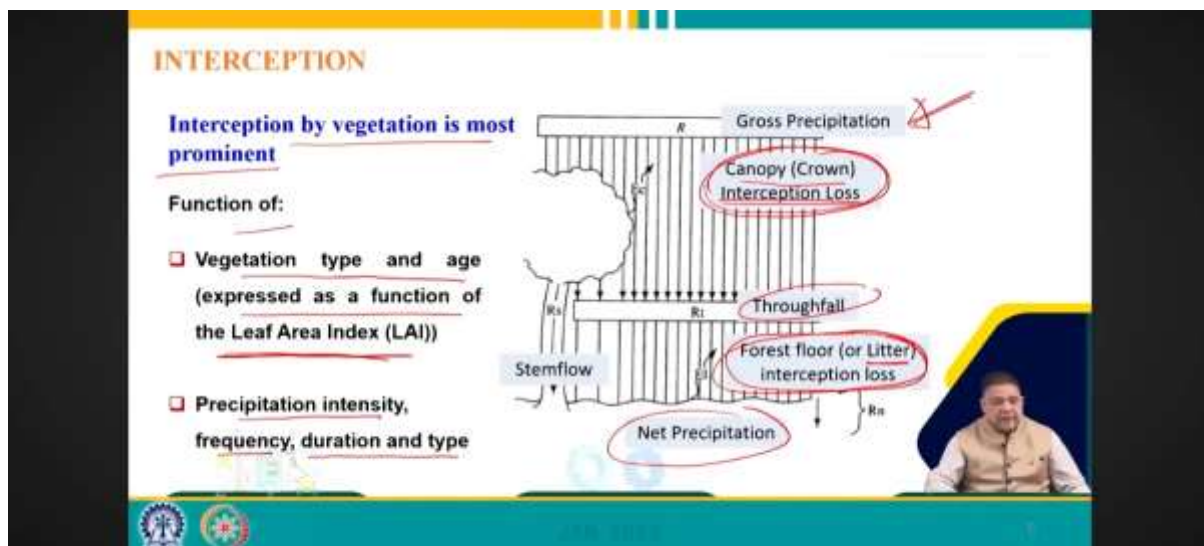 INTERCEPTION
Interception by vegetation is most
prominent
Function of:
Vegetation type and age
(expressed as a function of
the Leaf Area Index (LAI))
Precipitation intensity,
frequency, duration and type
R
Gross Precipitation
Canopy (Crown)
Interception Loss
Rs
Rt
Throughfall
Stemflow
Forest floor (or Litter)
interception loss
Rn
Net Precipitation